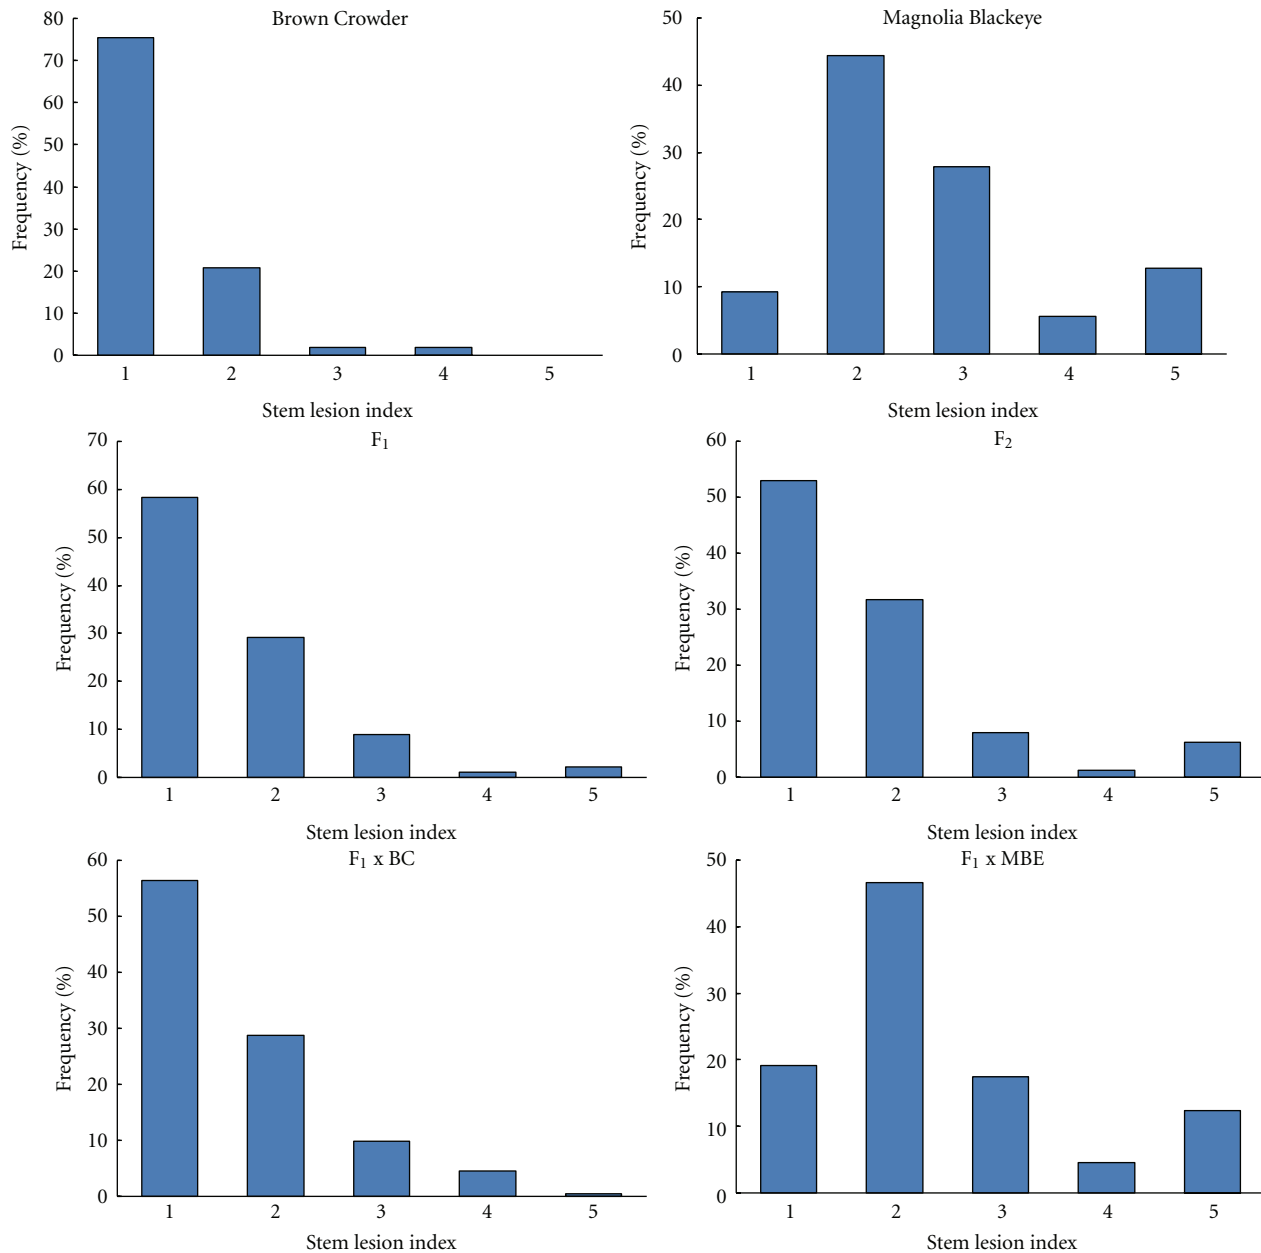 Brown Crowder
Frequency (%)
80
70
60
50
40
30
20
10
0
1 2 3 4 5
Stem lesion index
Magnolia Blackeye
Frequency (%)
50
40
30
20
10
0
1 2 3 4 5
Stem lesion index
F₁
Frequency (%)
70
60
50
40
30
20
10
0
1 2 3 4 5
Stem lesion index
F₂
Frequency (%)
60
50
40
30
20
10
0
1 2 3 4 5
Stem lesion index
F₁ x BC
Frequency (%)
60
50
40
30
20
10
0
1 2 3 4 5
Stem lesion index
F₁ x MBE
Frequency (%)
50
40
30
20
10
0
1 2 3 4 5
Stem lesion index